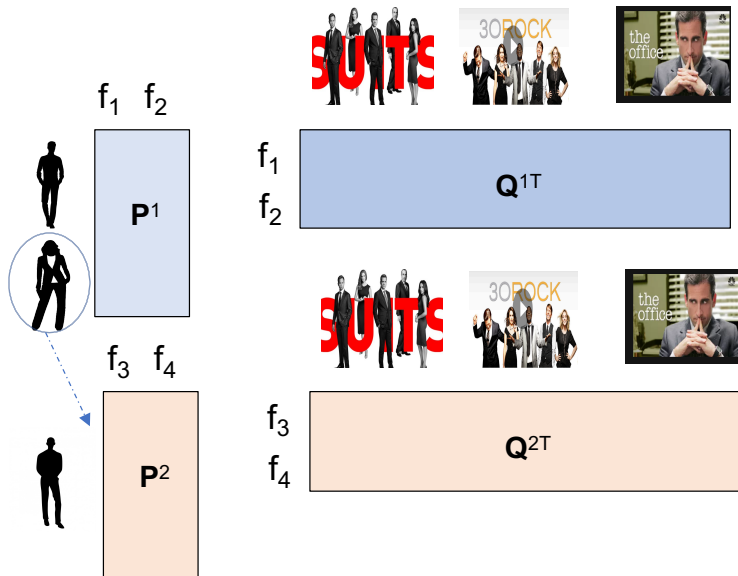 SUITS
30ROCK
the
office
f₁ f₂
P¹
f₁
f₂
Q¹ᵀ
SUITS
30ROCK
the
office
f₃ f₄
P²
f₃
f₄
Q²ᵀ